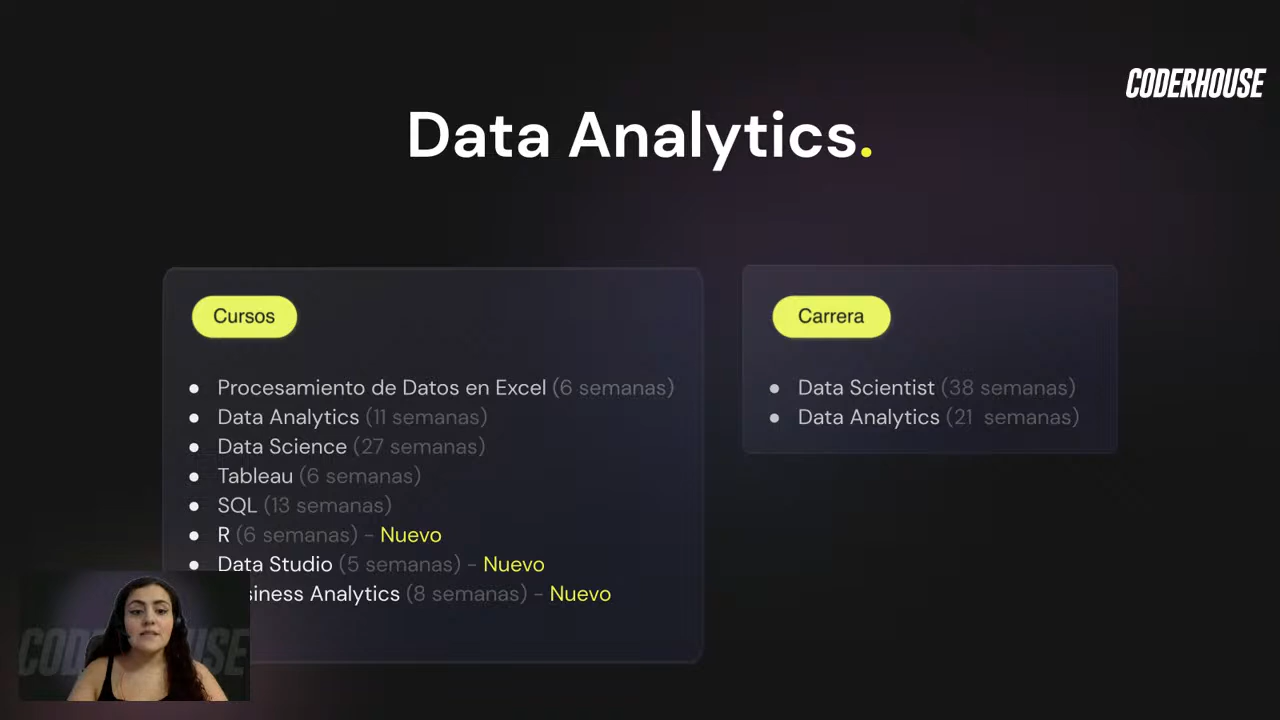 CODERHOUSE
Data Analytics.
Cursos
Procesamiento de Datos en Excel (6 semanas)
Data Analytics (11 semanas)
Data Science (27 semanas)
Tableau (6 semanas)
SQL (13 semanas)
R (6 semanas) - Nuevo
Data Studio (5 semanas) - Nuevo
Analytics (8 semanas) - Nuevo
Carrera
Data Scientist (38 semanas)
Data Analytics (21 semanas)